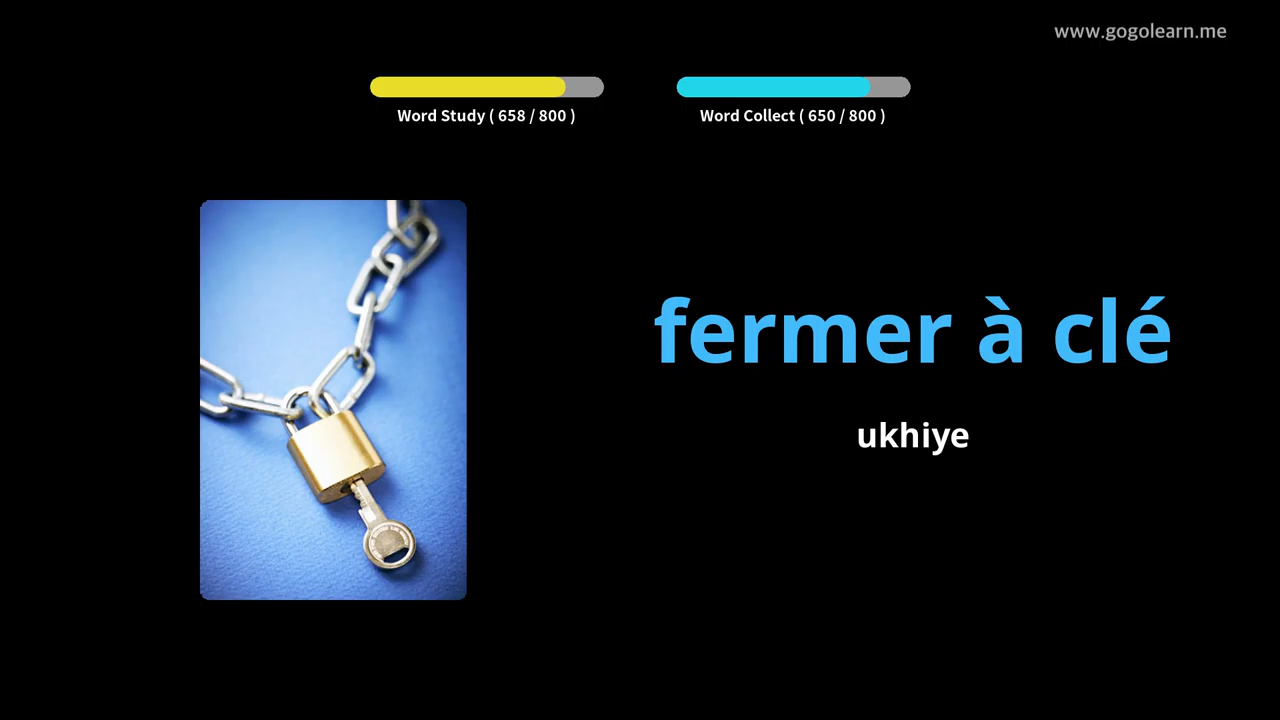 www.gogolearn.me
Word Study ( 658 / 800 )
Word Collect ( 650 / 800 )
fermer à clé
ukhiye